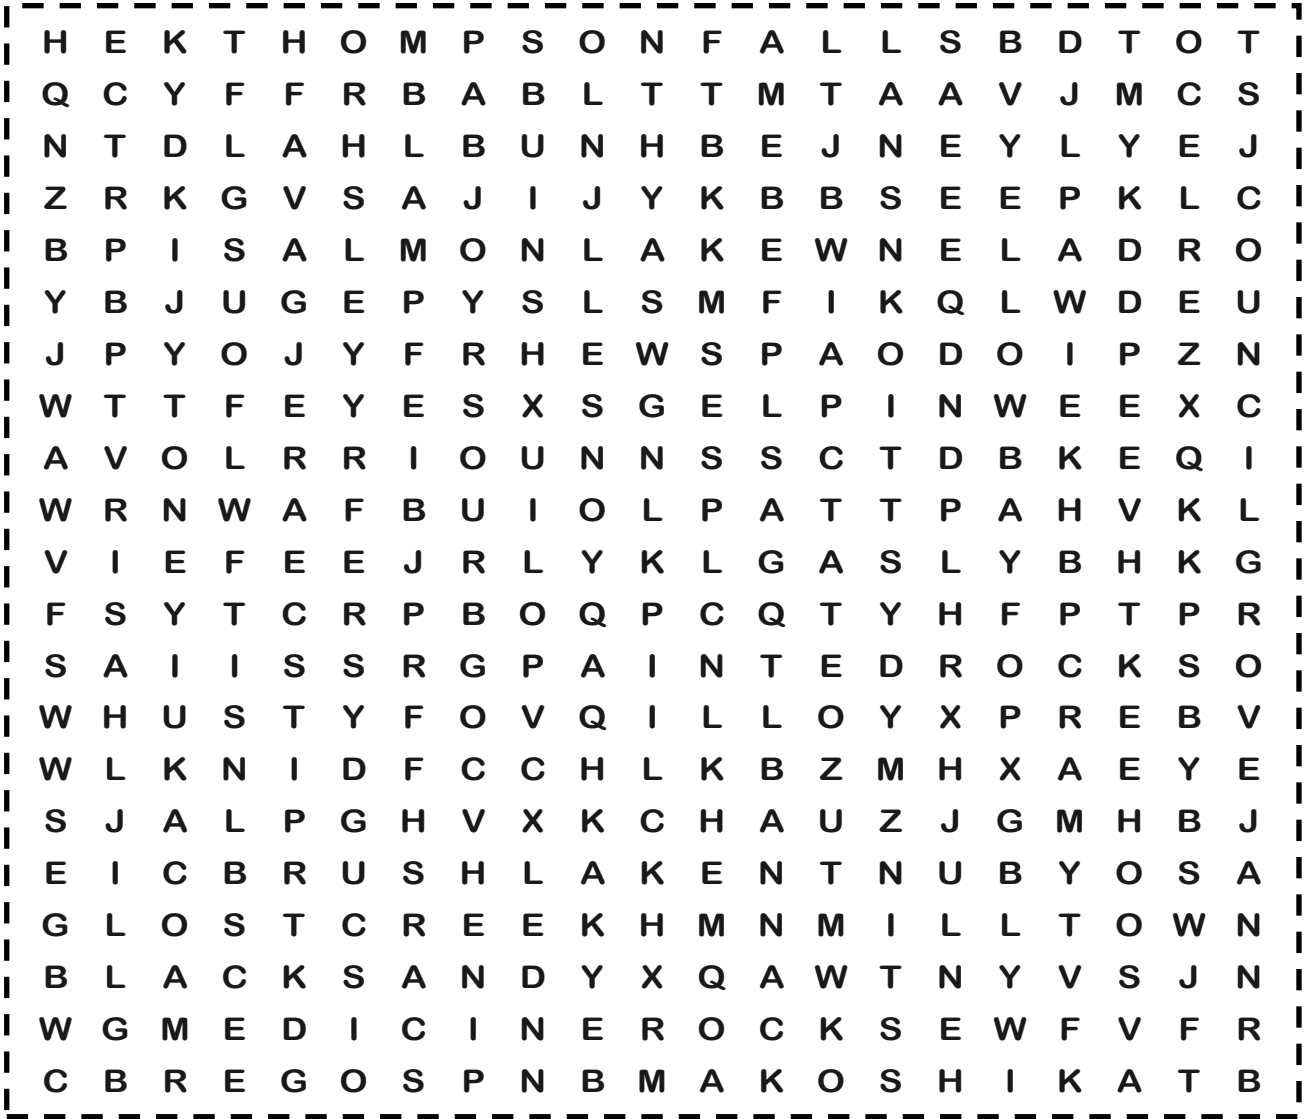 H E K T H O M P S O N F A L L S B D T O T
Q C Y F F R B A B L T T M T A A V J M C S
N T D L A H L B U N H B E J N E Y L Y E J
Z R K G V S A J I J Y K B B S E E P K L C
B P I S A L M O N L A K E W N E L A D R O
Y B J U G E P Y S L S M F I K Q L W D E U
J P Y O J Y F R H E W S P A O D O I P Z N
W T T F E Y E S X S G E L P I N W E E X C
A V O L R R I O U N N S S C T D B K E Q I
W R N W A F B U I O L P A T T P A H V K L
V I E F E E J R L Y K L G A S L Y B H K G
F S Y T C R P B O Q P C Q T Y H F P T P R
S A I I S S R G P A I N T E D R O C K S O
W H U S T Y F O V Q I L L O Y X P R E B V
W L K N I D F C C H L K B Z M H X A E Y E
S J A L P G H V X K C H A U Z J G M H B J
E I C B R U S H L A K E N T N U B Y O S A
G L O S T C R E E K H M N M I L L T O W N
B L A C K S A N D Y X Q A W T N Y V S J N
W G M E D I C I N E R O C K S E W F V F R
C B R E G O S P N B M A K O S H I K A T B